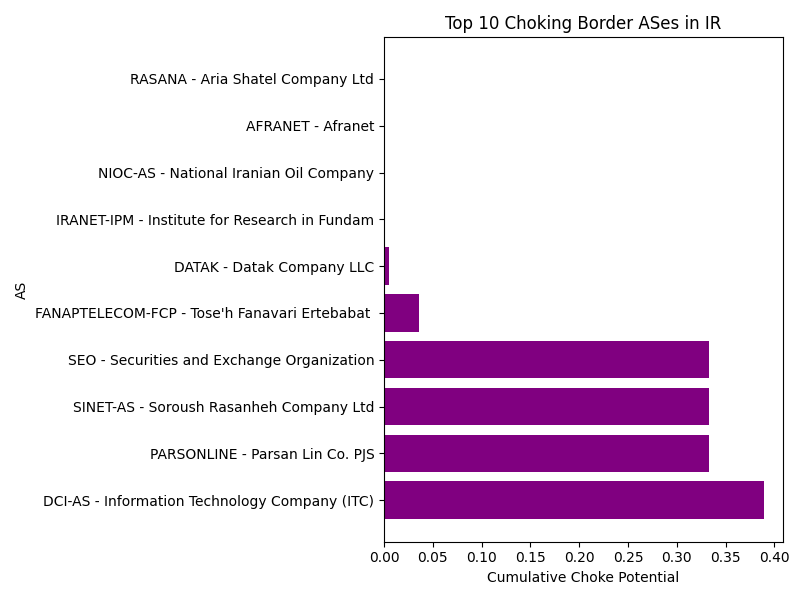 Top 10 Choking Border ASes in IR
RASANA - Aria Shatel Company Ltd
AFRANET - Afranet
NIOC-AS - National Iranian Oil Company
IRANET-IPM - Institute for Research in Fundam
DATAK - Datak Company LLC
FANAPTELECOM-FCP - Tose'h Fanavari Ertebabat
SEO - Securities and Exchange Organization
SINET-AS - Soroush Rasanheh Company Ltd
PARSONLINE - Parsan Lin Co. PJS
DCI-AS - Information Technology Company (ITC)
AS
0.00 0.05 0.10 0.15 0.20 0.25 0.30 0.35 0.40
Cumulative Choke Potential